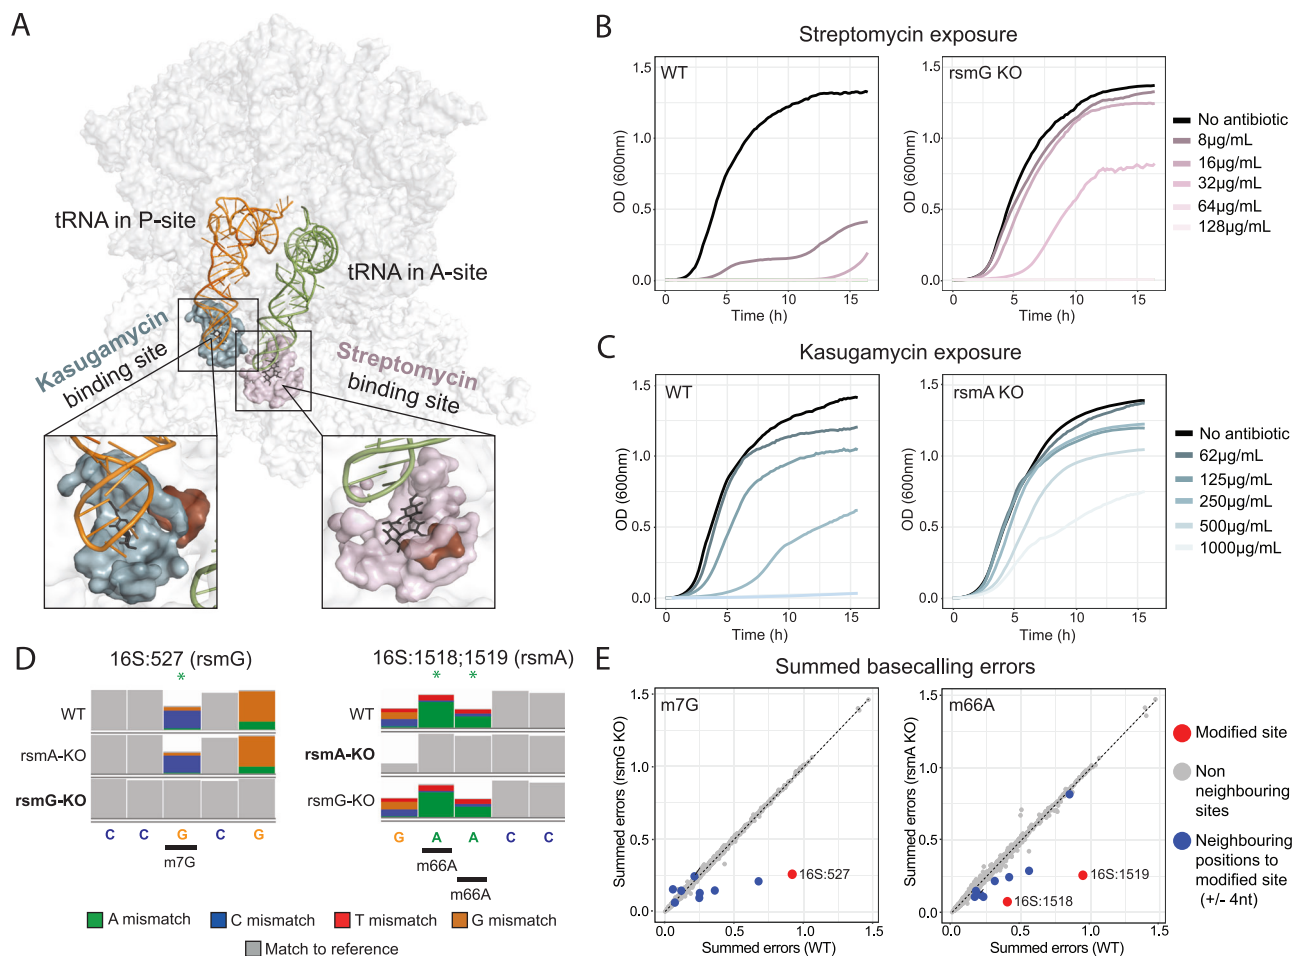 A
tRNA in P-site
tRNA in A-site
Kasugamycin
binding site
Streptomycin
binding site
B
Streptomycin exposure
WT
rsmG KO
OD (600nm)
1.5
1.0
0.5
0.0
0
5
10
15
Time (h)
OD (600nm)
1.5
1.0
0.5
0.0
0
5
10
15
Time (h)
No antibiotic
8µg/mL
16µg/mL
32µg/mL
64µg/mL
128µg/mL
C
Kasugamycin exposure
WT
rsmA KO
OD (600nm)
1.5
1.0
0.5
0.0
0
5
10
15
Time (h)
OD (600nm)
1.5
1.0
0.5
0.0
0
5
10
15
Time (h)
No antibiotic
62µg/mL
125µg/mL
250µg/mL
500µg/mL
1000µg/mL
D
16S:527 (rsmG)
*
WT
rsmA-KO
rsmG-KO
C C G C G
m7G
16S:1518;1519 (rsmA)
* *
WT
rsmA-KO
rsmG-KO
G A A C C
m66A
m66A
A mismatch
C mismatch
T mismatch
G mismatch
Match to reference
E
Summed basecalling errors
m7G
Summed errors (rsmG KO)
1.5
1.0
0.5
0.0
16S:527
0.0
0.5
1.0
1.5
Summed errors (WT)
m66A
Summed errors (rsmA KO)
1.5
1.0
0.5
0.0
16S:1519
16S:1518
0.0
0.5
1.0
1.5
Summed errors (WT)
Modified site
Non
neighbouring
sites
Neighbouring
positions to
modified site
(+/- 4nt)